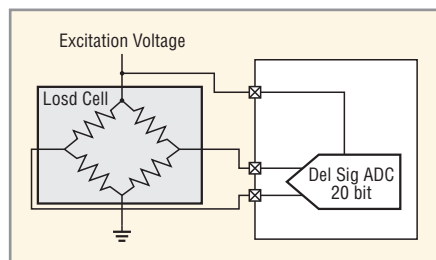 Excitation Voltage
Losd Cell
Del Sig ADC
20 bit